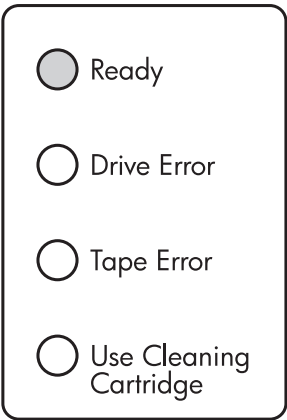 Ready
Drive Error
Tape Error
Use Cleaning
Cartridge